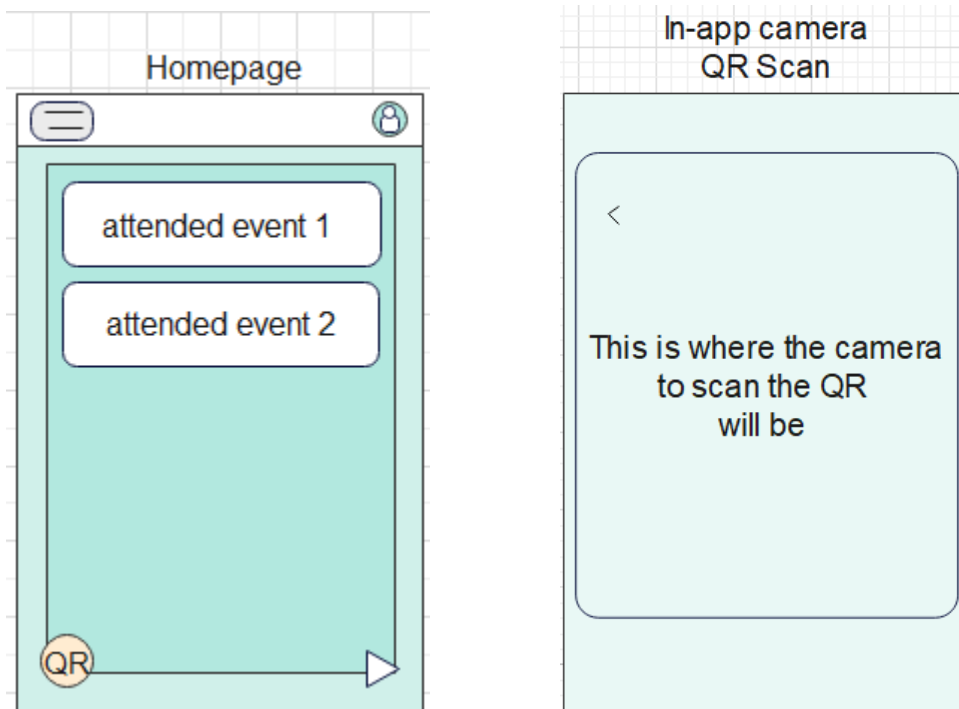 Homepage
attended event 1
attended event 2
QR
In-app camera
QR Scan
<
This is where the camera
to scan the QR
will be